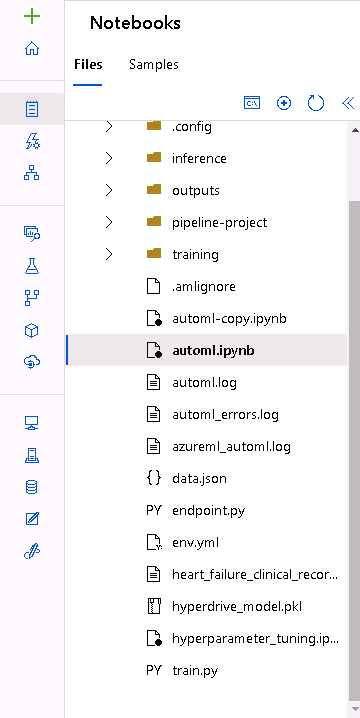 Notebooks
Files Samples
.config
inference
outputs
pipeline-project
training
.amlignore
automl-copy.ipynb
automl.ipynb
automl.log
automl_errors.log
azureml_automl.log
{} data.json
PY endpoint.py
env.yml
heart_failure_clinical_recor...
hyperdrive_model.pkl
hyperparameter_tuning.ip...
PY train.py